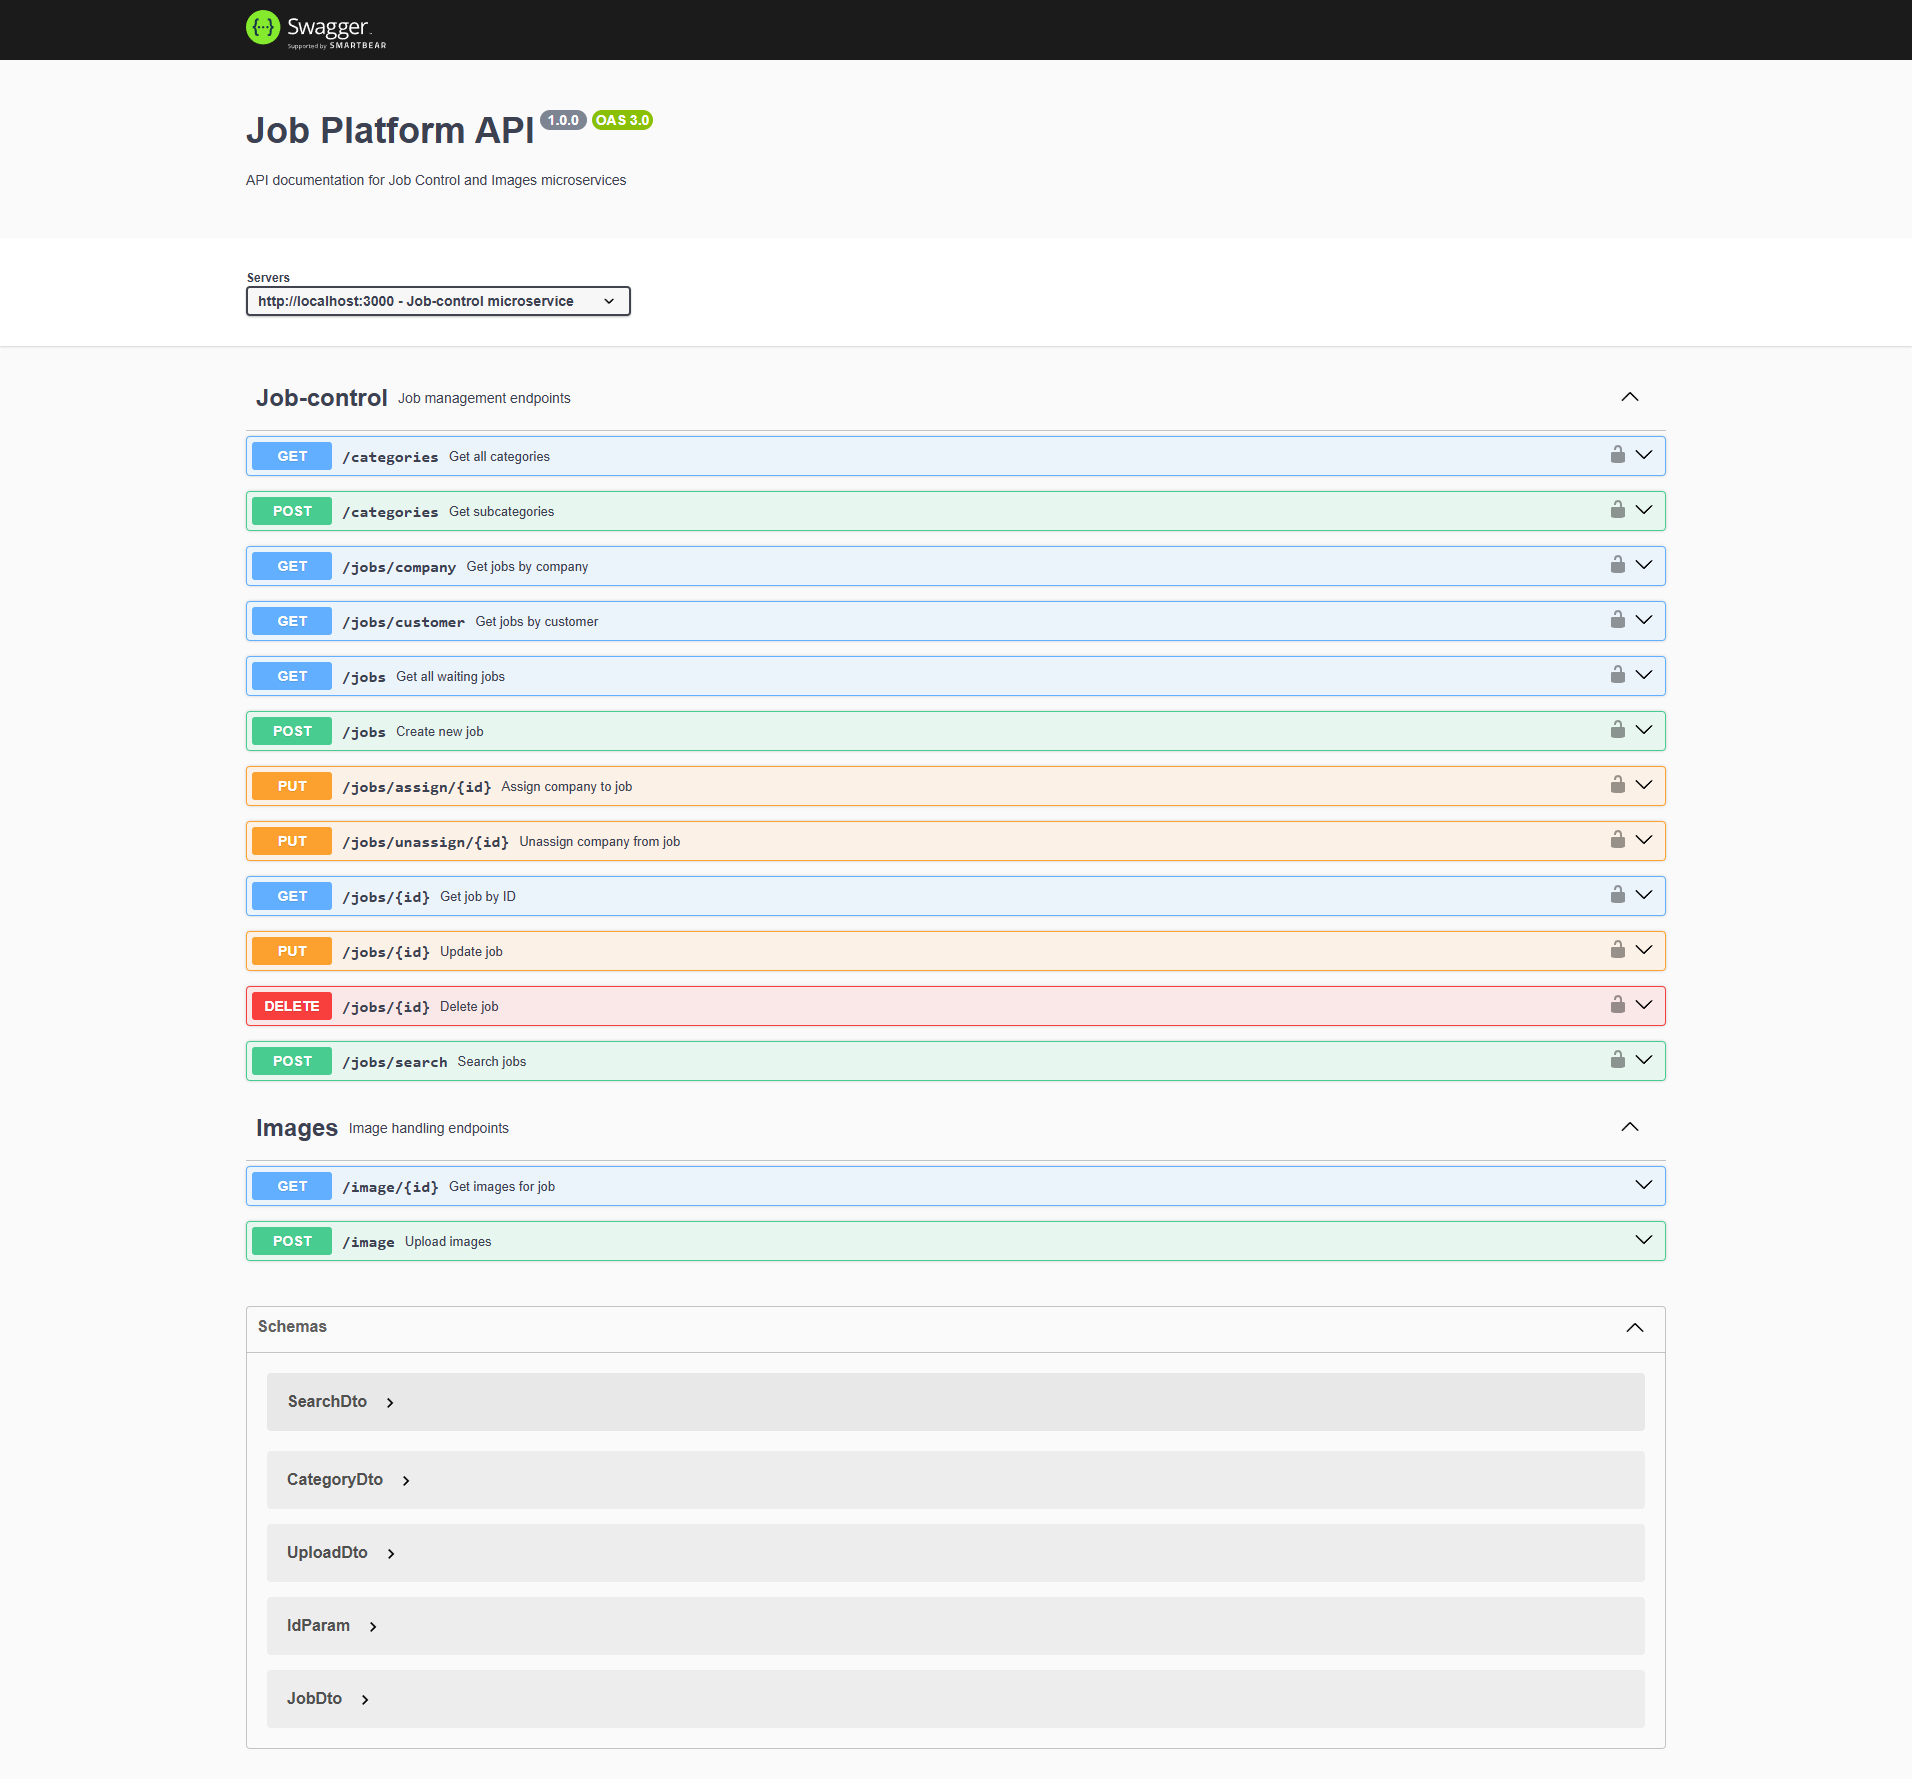 Swagger
Supported by SMARTBEAR
Job Platform API 1.0.0 OAS 3.0
API documentation for Job Control and Images microservices
Servers
http://localhost:3000 - Job-control microservice
Job-control Job management endpoints
GET /categories Get all categories
POST /categories Get subcategories
GET /jobs/company Get jobs by company
GET /jobs/customer Get jobs by customer
GET /jobs Get all waiting jobs
POST /jobs Create new job
PUT /jobs/assign/{id} Assign company to job
PUT /jobs/unassign/{id} Unassign company from job
GET /jobs/{id} Get job by ID
PUT /jobs/{id} Update job
DELETE /jobs/{id} Delete job
POST /jobs/search Search jobs
Images Image handling endpoints
GET /image/{id} Get images for job
POST /image Upload images
Schemas
SearchDto
CategoryDto
UploadDto
IdParam
JobDto